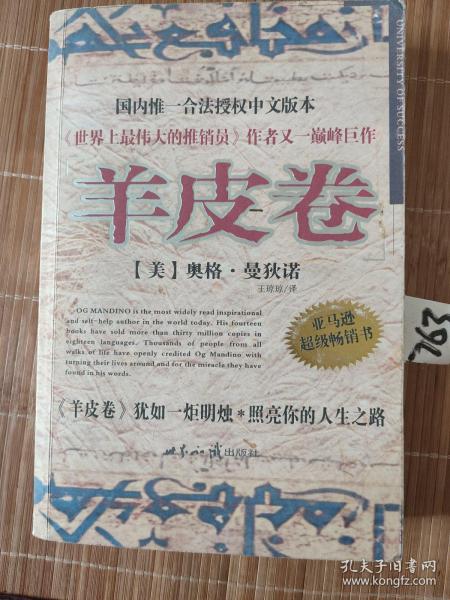 UNIVERSITY OF SUCCESS
国内惟一合法授权中文版本
《世界上最伟大的推销员》作者又一巅峰巨作
羊皮卷
【美】奥格·曼狄诺
王琼琼/译
OG MANDINO is the most widely read inspirational
and self-help author in the world today. His fourteen
books have sold more than thirty million copies in
eighteen languages. Thousands of people from all
walks of life have openly credited Og Mandino with
turning their lives around and for the miracle they have
found in his words.
亚马逊
超级畅销书
《羊皮卷》犹如一炬明烛*照亮你的人生之路
世界知识出版社
孔夫子旧书网
www.kongfz.com